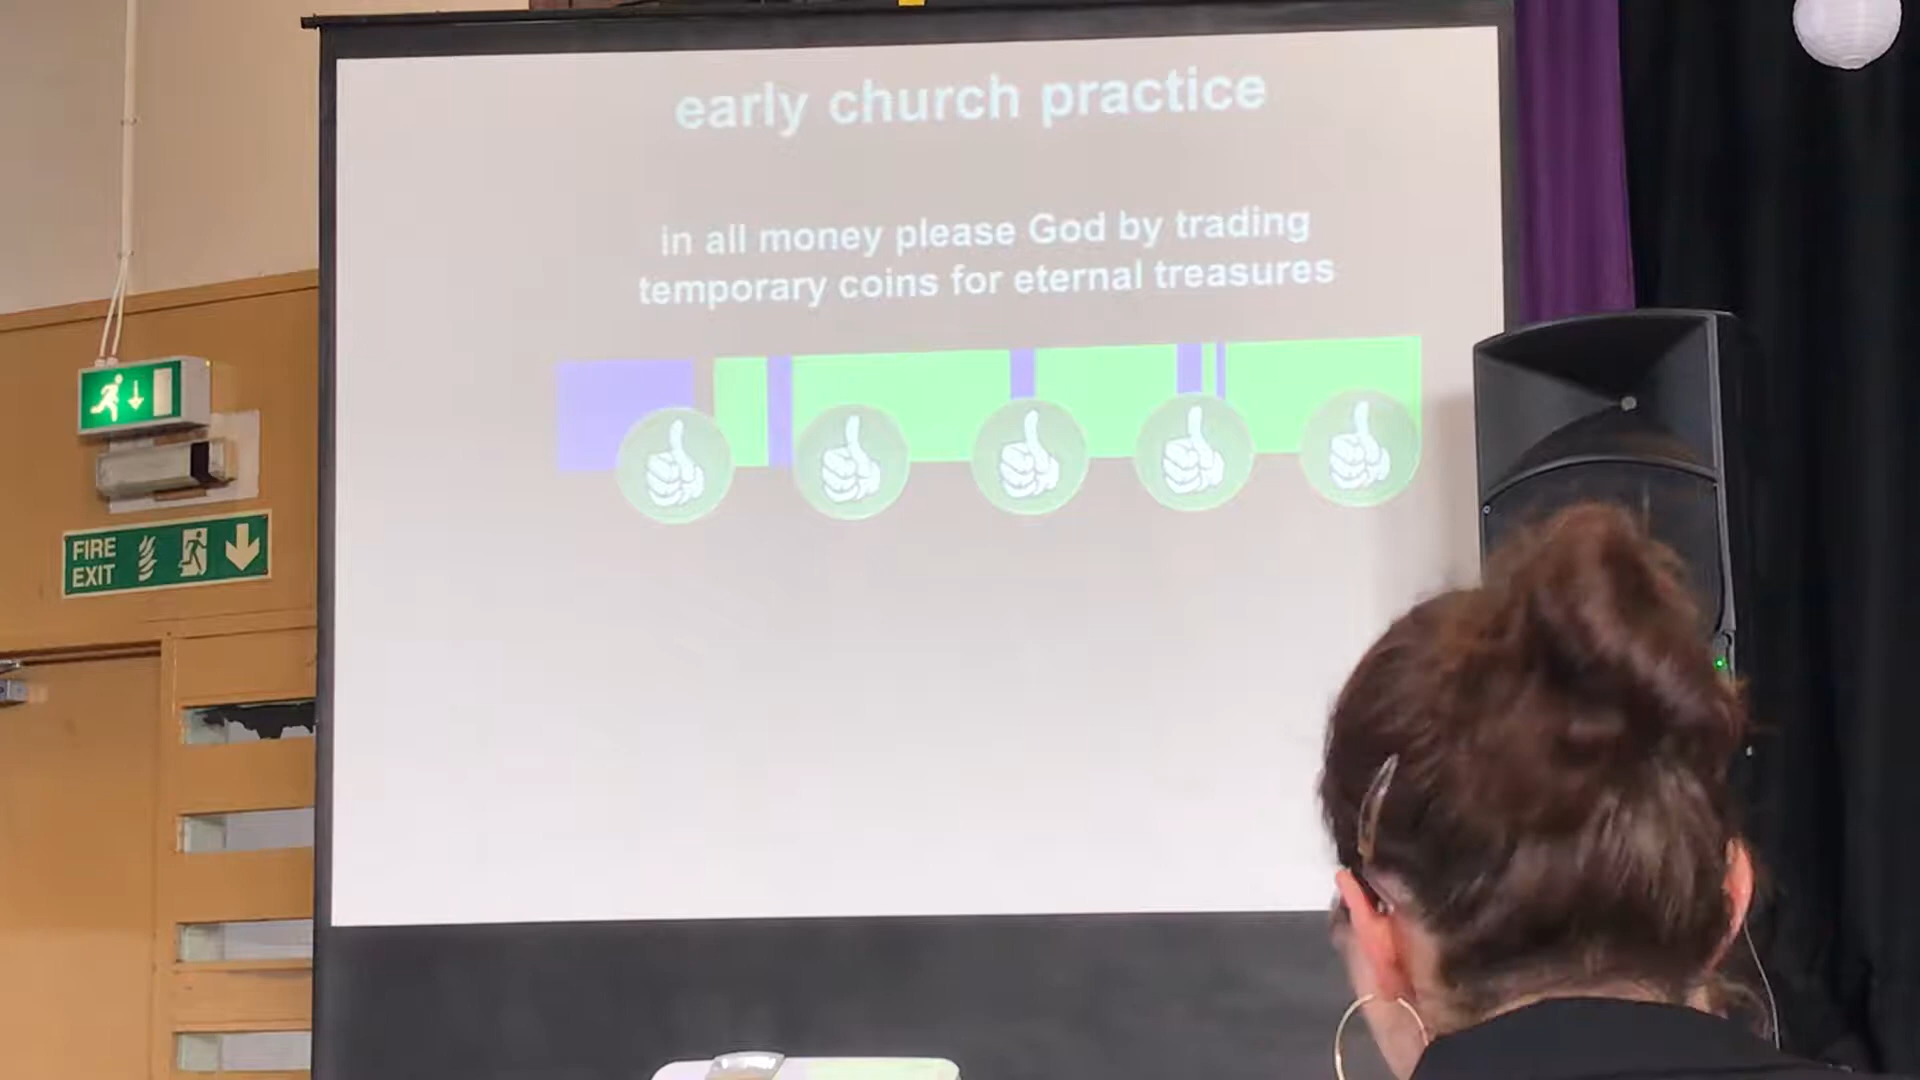 early church practice
in all money please God by trading
temporary coins for eternal treasures
FIRE
EXIT